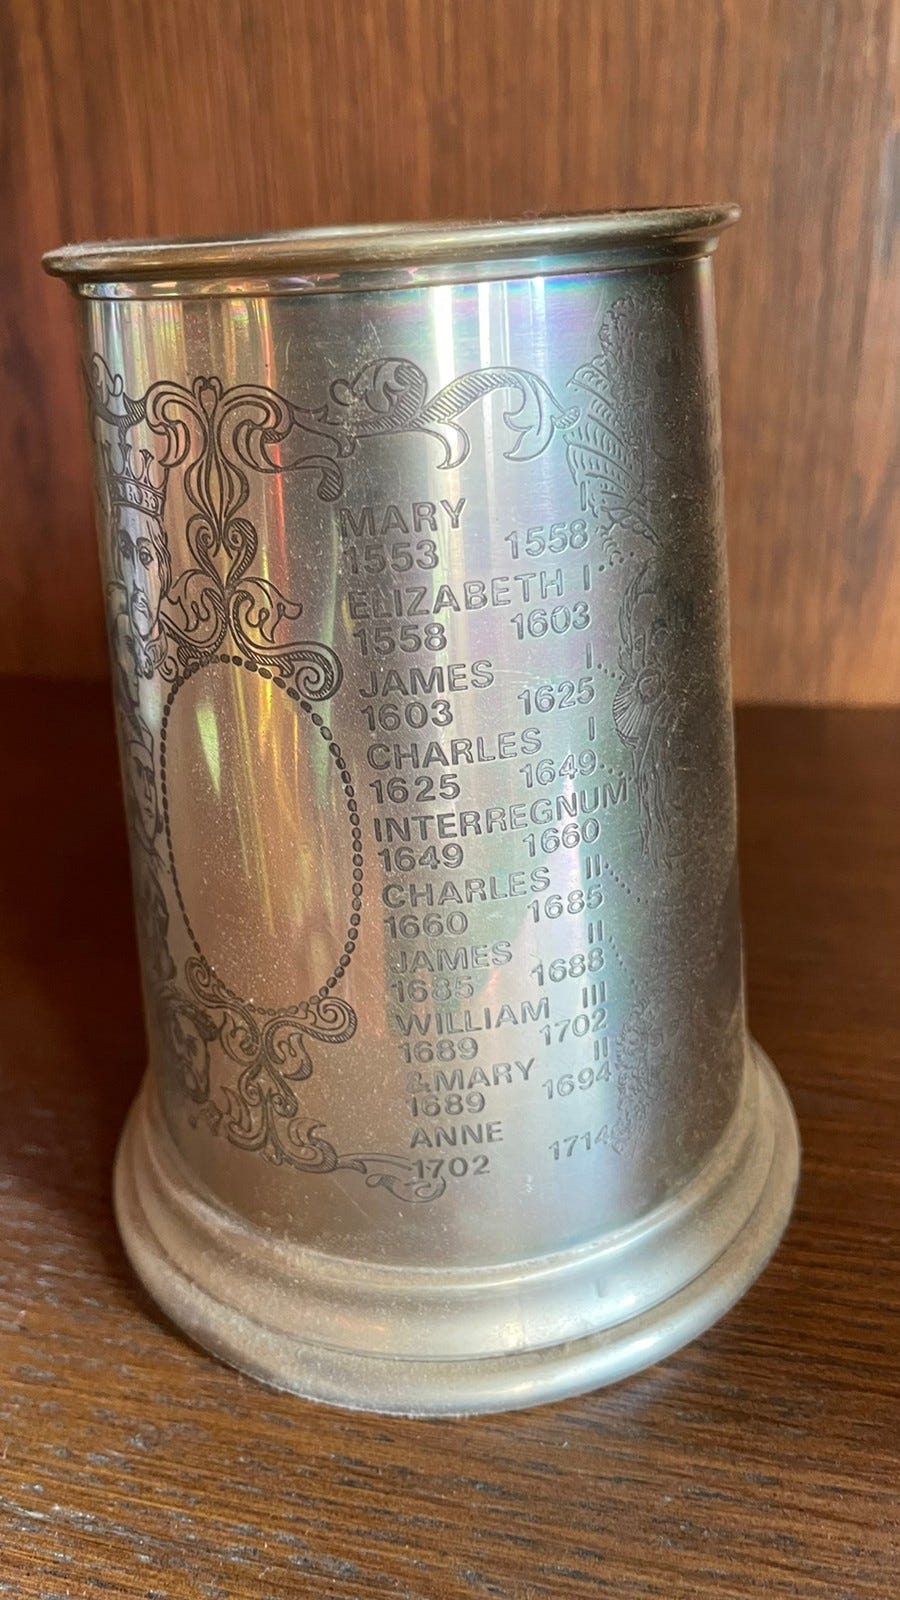 MARY I
1553 1558
ELIZABETH I
1558 1603
JAMES I
1603 1625
CHARLES I
1625 1649
INTERREGNUM
1649 1660
CHARLES II
1660 1685
JAMES II
1685 1688
WILLIAM III
1689 1702
&MARY II
1689 1694
ANNE
1702 1714